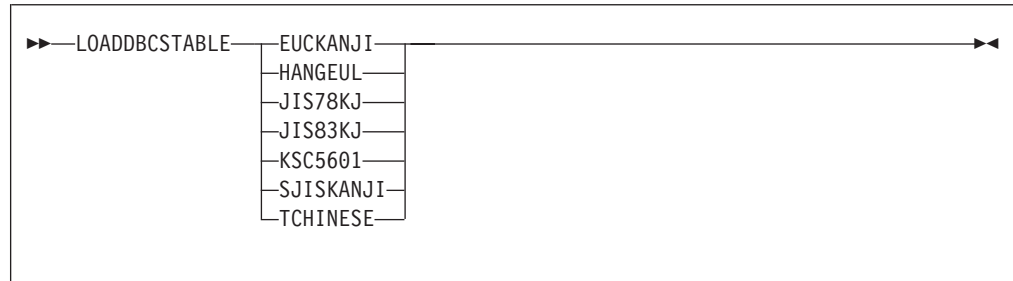 LOADDBCSTABLE EUCKANJI
HANGEUL
JIS78KJ
JIS83KJ
KSC5601
SJISKANJI
TCHINESE